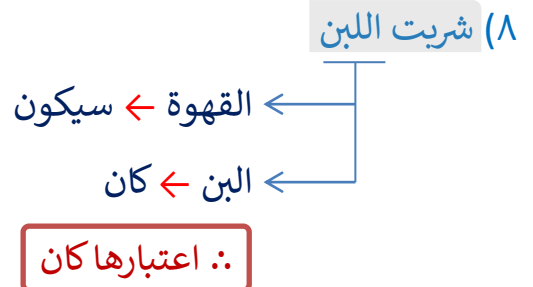 ٨) شربت اللبن
القهوة ← سيكون
البن ← كان
∴ اعتبارها كان